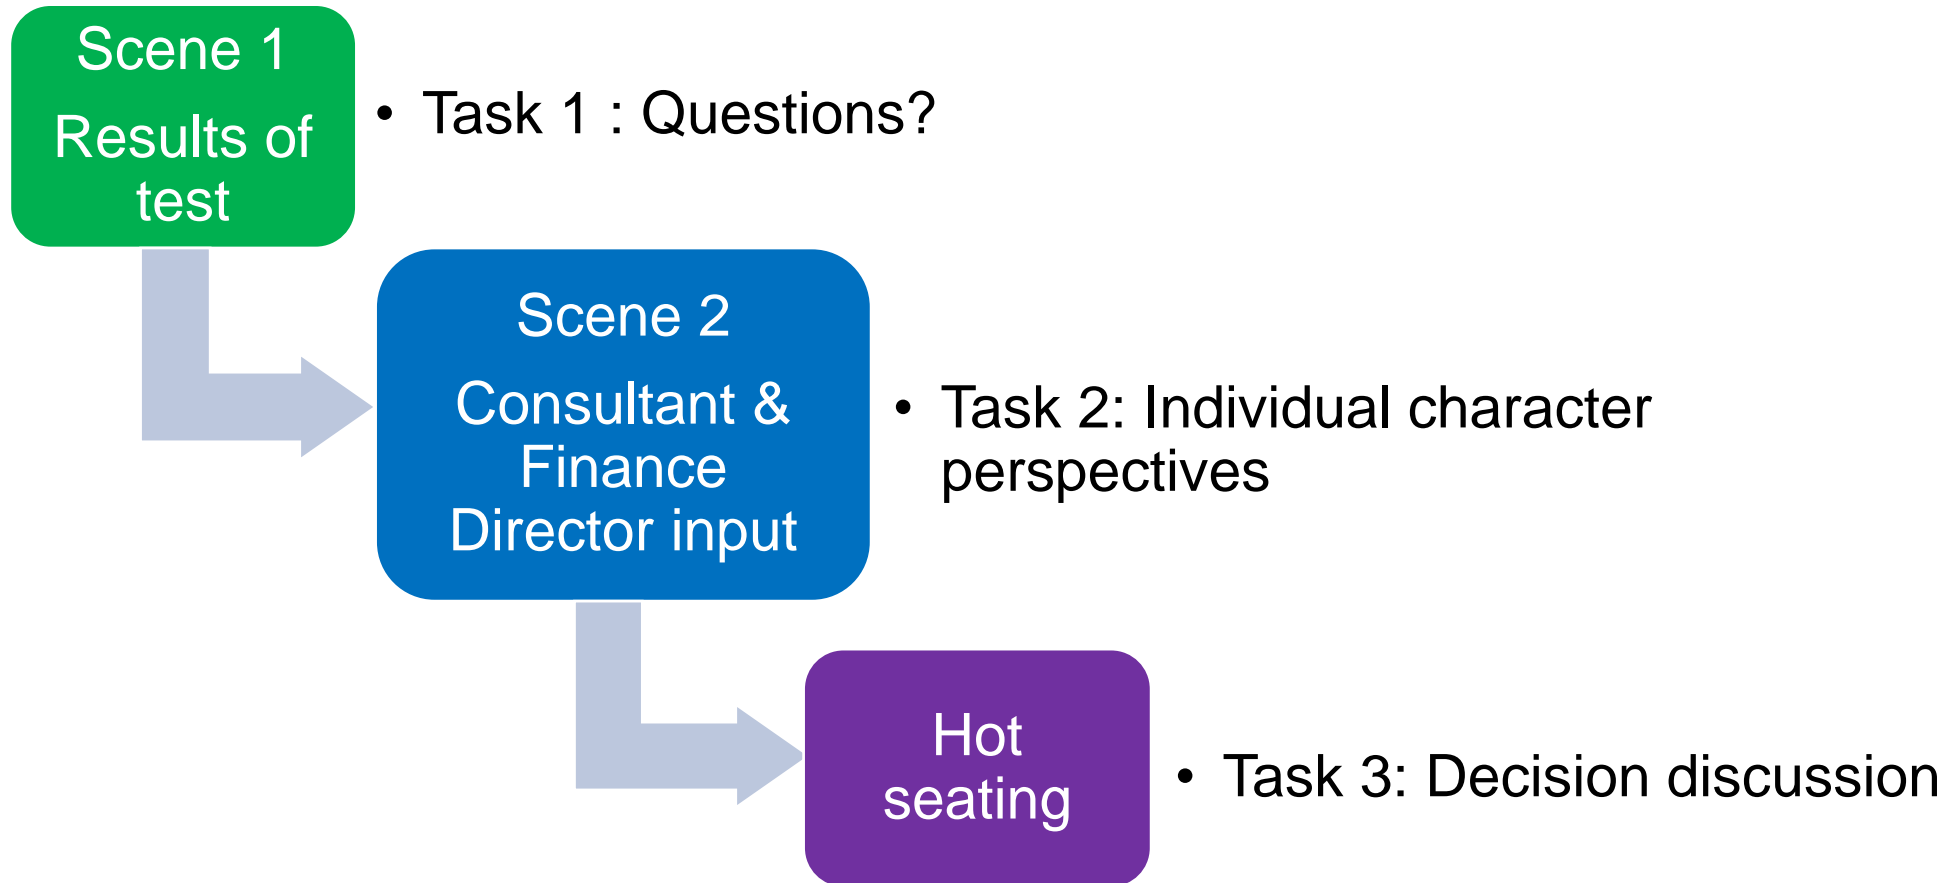 Scene 1
Results of
test
• Task 1 : Questions?
Scene 2
Consultant &
Finance
Director input
• Task 2: Individual character
perspectives
Hot
seating
• Task 3: Decision discussion